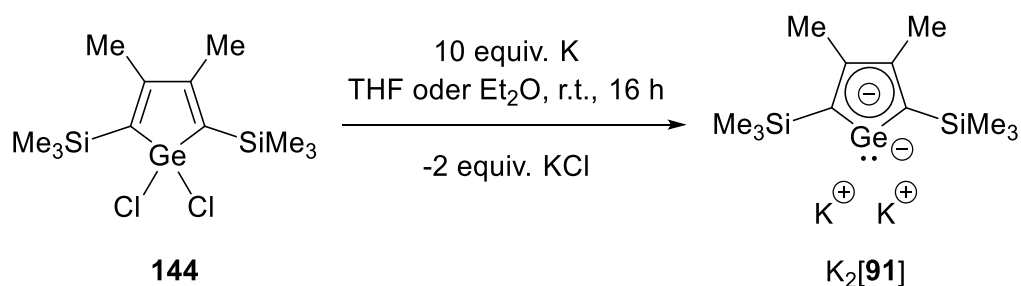 Me Me
Me₃Si SiMe₃
Ge
Cl Cl
144
10 equiv. K
THF oder Et₂O, r.t., 16 h
-2 equiv. KCl
Me Me
⊖
Me₃Si SiMe₃
Ge ⊖
••
K⊕ K⊕
K₂[91]